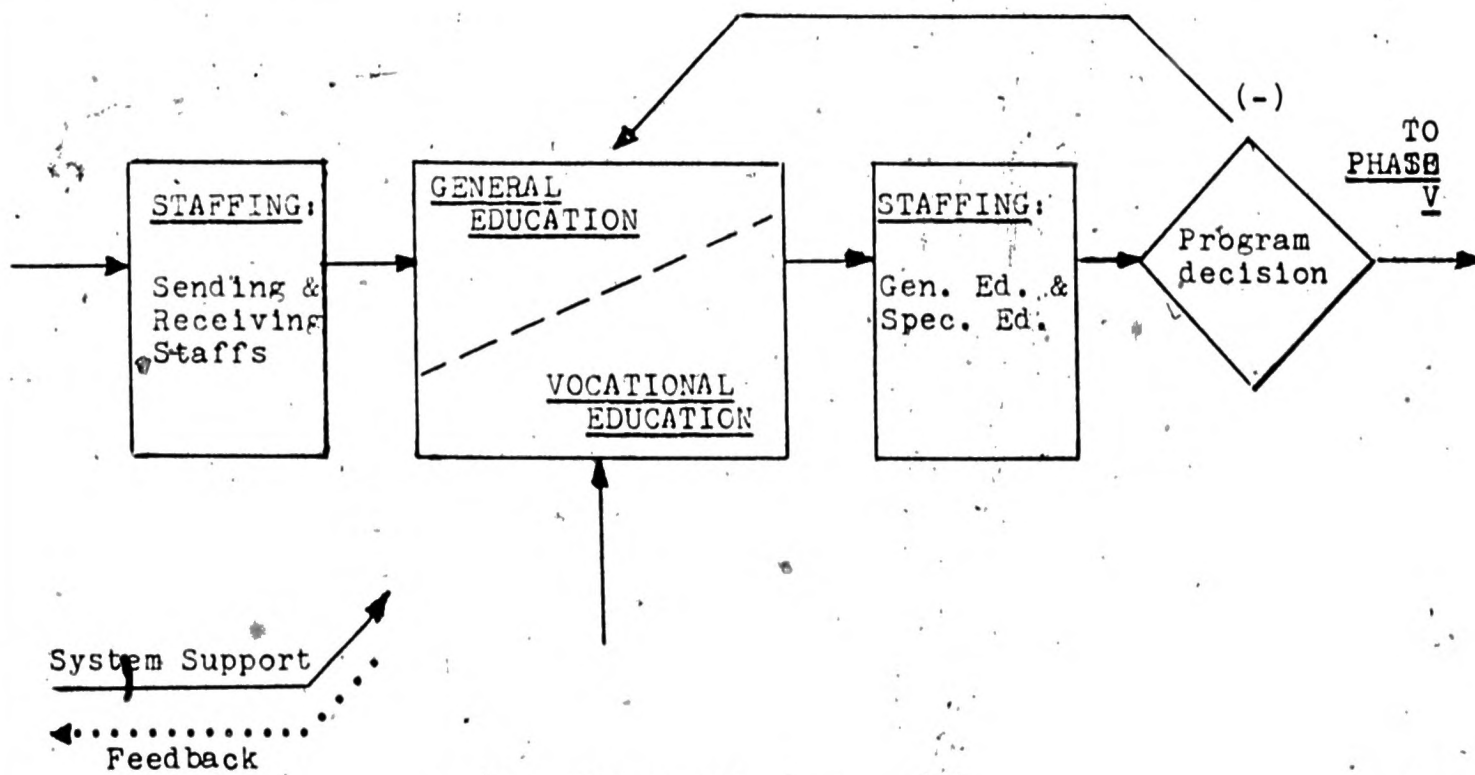 STAFFING:
Sending &
Receiving
Staffs
GENERAL
EDUCATION
VOCATIONAL
EDUCATION
STAFFING:
Gen. Ed. &
Spec. Ed.
(-)
Program
decision
TO
PHASE
V
System Support
Feedback